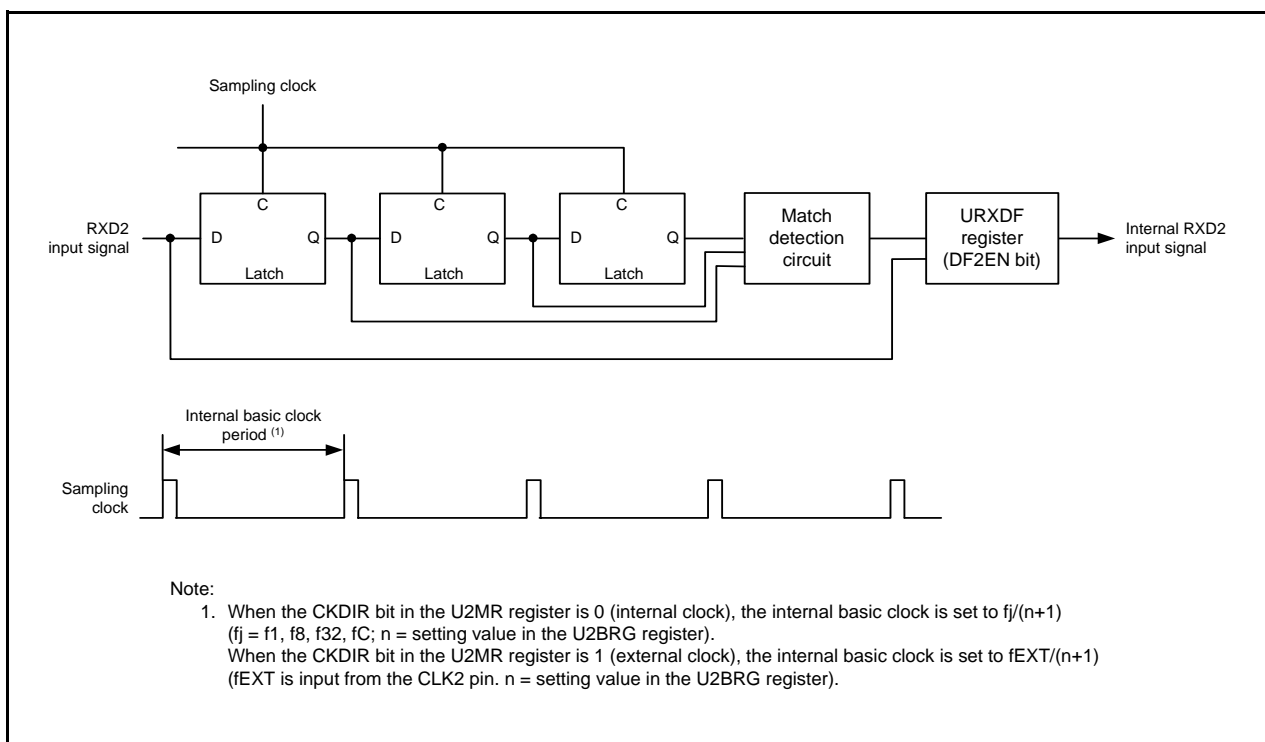 Sampling clock
C
C
C
RXD2
input signal
D
Q
D
Q
D
Q
Latch
Latch
Latch
Match
detection
circuit
URXDF
register
(DF2EN bit)
Internal RXD2
input signal
Internal basic clock
period (1)
Sampling
clock
Note:
1. When the CKDIR bit in the U2MR register is 0 (internal clock), the internal basic clock is set to fj/(n+1)
(fj = f1, f8, f32, fC; n = setting value in the U2BRG register).
When the CKDIR bit in the U2MR register is 1 (external clock), the internal basic clock is set to fEXT/(n+1)
(fEXT is input from the CLK2 pin. n = setting value in the U2BRG register).